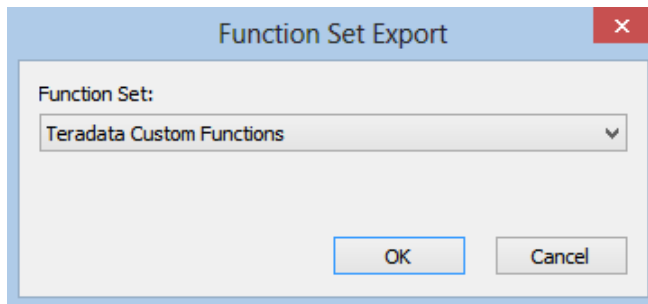 Function Set Export
Function Set:
Teradata Custom Functions
OK Cancel